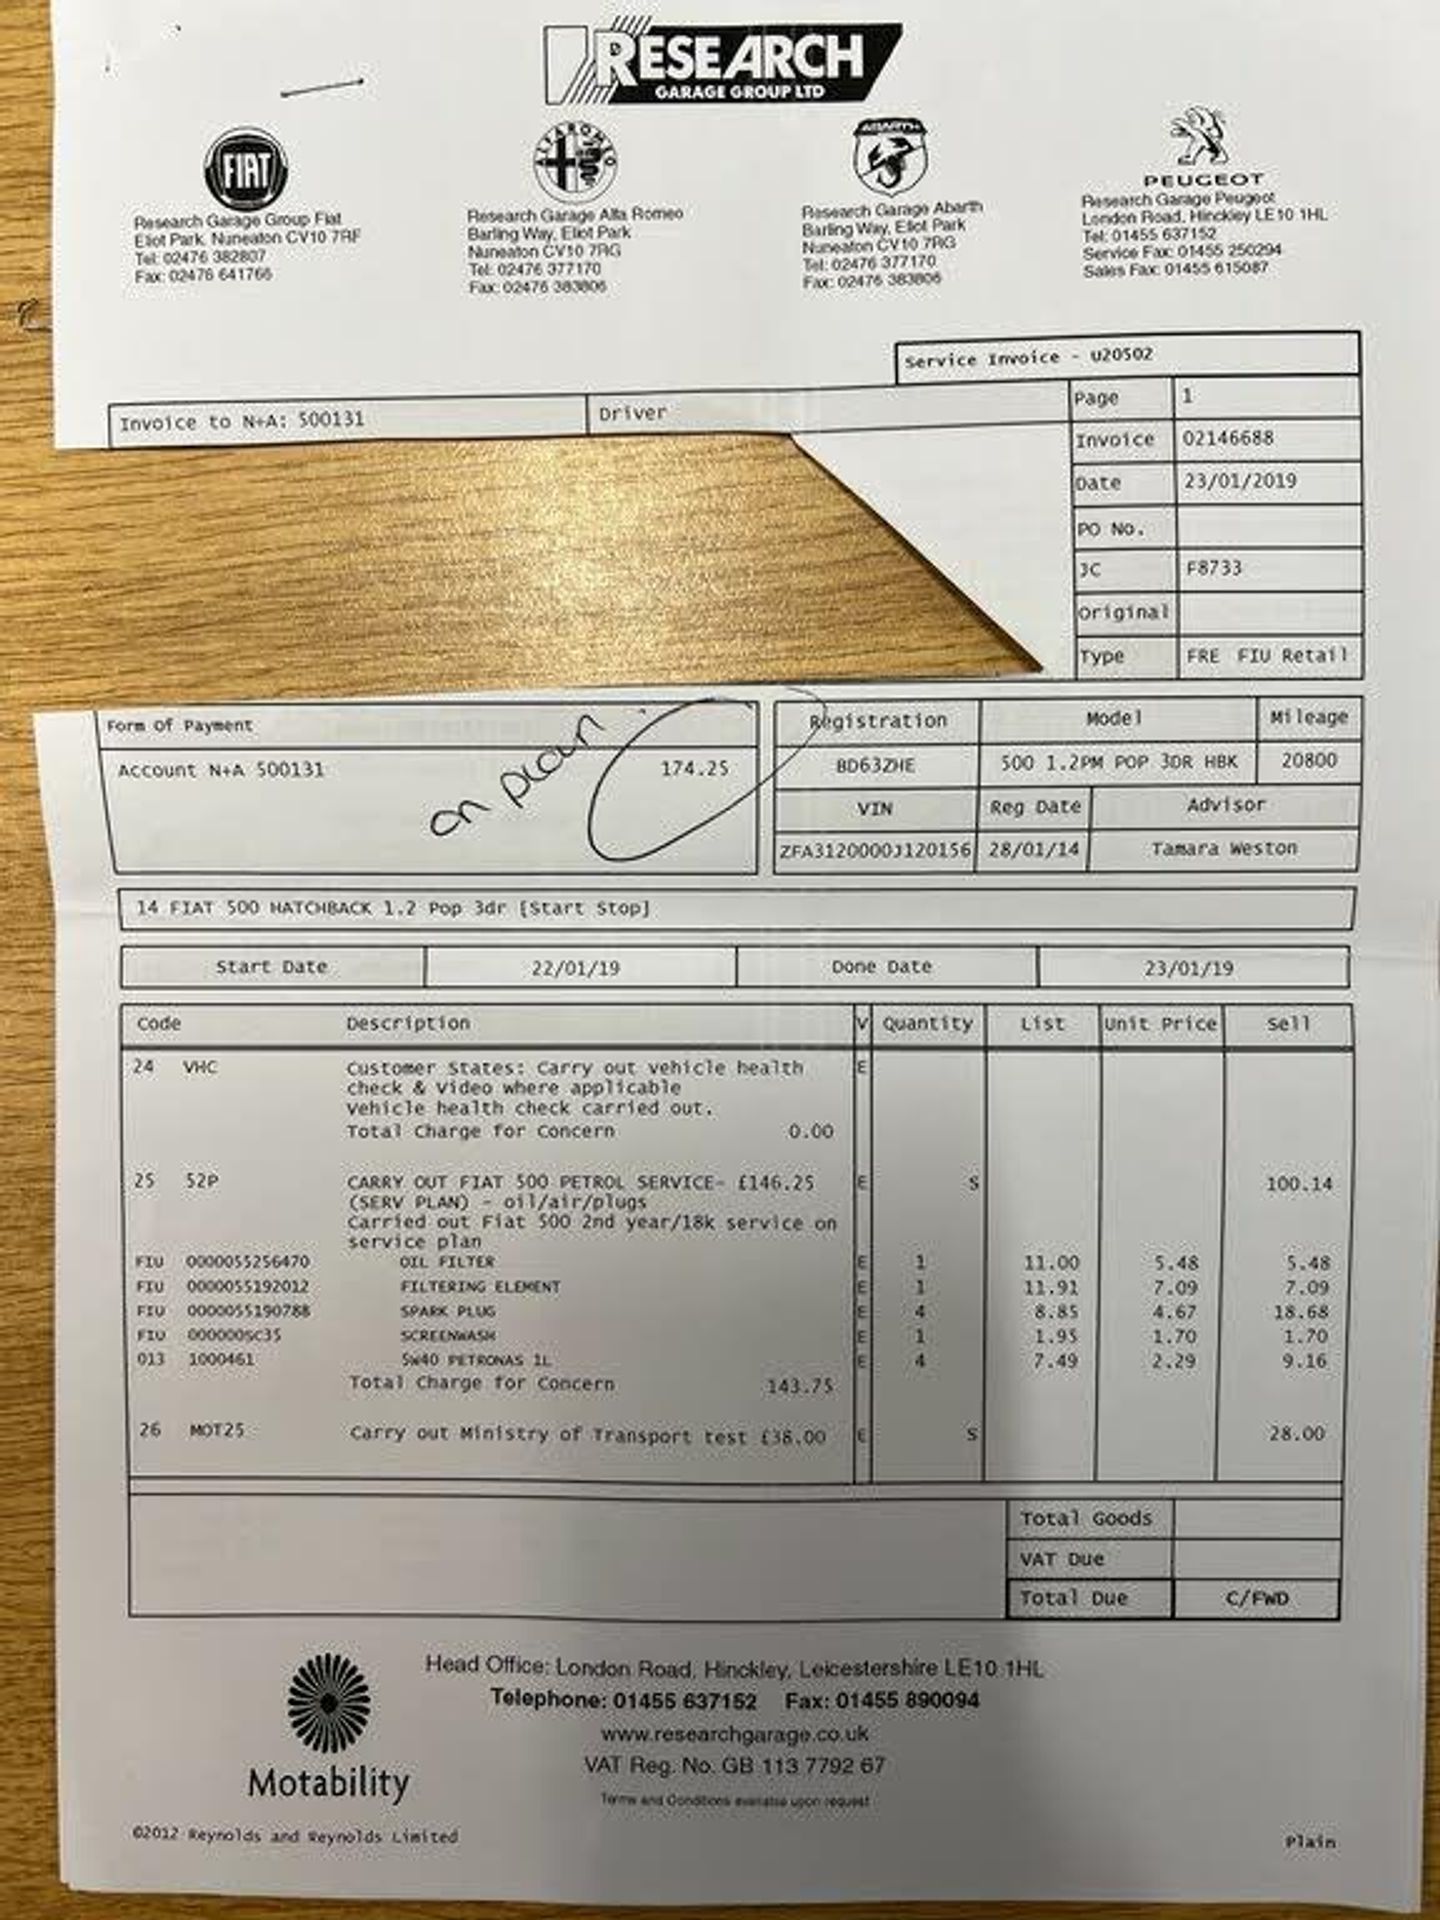 RESEARCH
GARAGE GROUP LTD
FIAT
Research Garage Group Fiat
Eliot Park, Nuneaton CV10 7RF
Tel: 02476 382807
Fax: 02476 641766
ALFA ROMEO
Research Garage Alfa Romeo
Barling Way, Eliot Park
Nuneaton CV10 7RG
Tel: 02476 377170
Fax: 02476 383806
ABARTH
Research Garage Abarth
Barling Way, Eliot Park
Nuneaton CV10 7RG
Tel: 02476 377170
Fax: 02476 383806
PEUGEOT
Research Garage Peugeot
London Road, Hinckley LE10 1HL
Tel: 01455 637152
Service Fax: 01455 250294
Sales Fax: 01455 615087
Service Invoice - U20502
Invoice to N+A: 500131 Driver
Page 1
Invoice 02146688
Date 23/01/2019
PO No.
JC F8733
Original
Type FRE FIU Retail
Form Of Payment
Account N+A 500131 174.25
on plan
Registration Model Mileage
BD63ZHE 500 1.2PM POP 3DR HBK 20800
VIN Reg Date Advisor
ZFA3120000J120156 28/01/14 Tamara Weston
14 FIAT 500 HATCHBACK 1.2 Pop 3dr [Start Stop]
Start Date 22/01/19 Done Date 23/01/19
Code Description V Quantity List Unit Price Sell
24 VHC Customer States: Carry out vehicle health E
check & Video where applicable
Vehicle health check carried out.
Total Charge for Concern 0.00
25 52P CARRY OUT FIAT 500 PETROL SERVICE- £146.25 E S 100.14
(SERV PLAN) - oil/air/plugs
Carried out Fiat 500 2nd year/18k service on
service plan
FIU 0000055256470 OIL FILTER E 1 11.00 5.48 5.48
FIU 0000055192012 FILTERING ELEMENT E 1 11.91 7.09 7.09
FIU 0000055190788 SPARK PLUG E 4 8.85 4.67 18.68
FIU 000000SC35 SCREENWASH E 1 1.95 1.70 1.70
013 1000461 5W40 PETRONAS 1L E 4 7.49 2.29 9.16
Total Charge for Concern 143.75
26 MOT25 Carry out Ministry of Transport test £38.00 E S 28.00
Total Goods
VAT Due
Total Due C/FWD
Motability
Head Office: London Road, Hinckley, Leicestershire LE10 1HL
Telephone: 01455 637152 Fax: 01455 890094
www.researchgarage.co.uk
VAT Reg. No. GB 113 7792 67
Terms and Conditions available upon request
©2012 Reynolds and Reynolds Limited
Plain